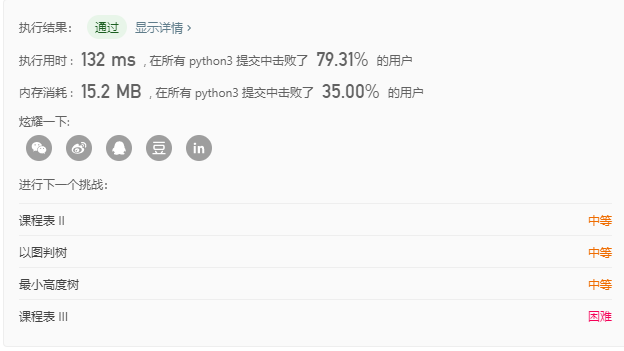 执行结果： 通过 显示详情 ›
执行用时： 132 ms ，在所有 python3 提交中击败了 79.31% 的用户
内存消耗： 15.2 MB ，在所有 python3 提交中击败了 35.00% 的用户
炫耀一下:
豆 in
进行下一个挑战：
课程表 II 中等
以图判树 中等
最小高度树 中等
课程表 III 困难